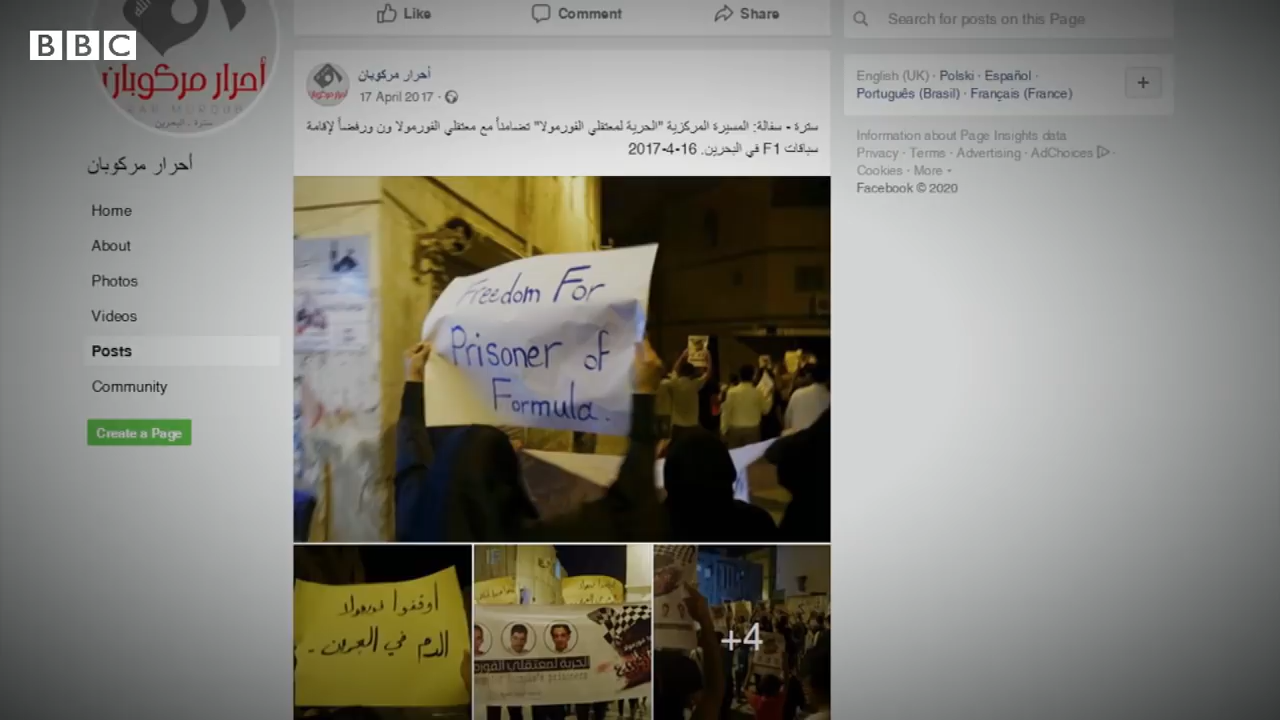 BBC
Like
Comment
Share
Search for posts on this Page
أحرار مركوبان
سترة . البحرين
أحرار مركوبان
17 April 2017
سترة - سفالة: المسيرة المركزية "الحرية لمعتقلي الفورمولا" تضامناً مع معتقلي الفورمولا ون ورفضاً لإقامة
سباقات F1 في البحرين. 16-4-2017
English (UK) · Polski · Español ·
Português (Brasil) · Français (France)
+
Information about Page Insights data
Privacy · Terms · Advertising · AdChoices ·
Cookies · More
Facebook © 2020
أحرار مركوبان
Home
About
Photos
Videos
Posts
Community
Create a Page
Freedom For
Prisoner of
Formula.
أوقفوا فورمولا
الدم في البحرين -
الحرية لمعتقلي الفور
prisoners
+4